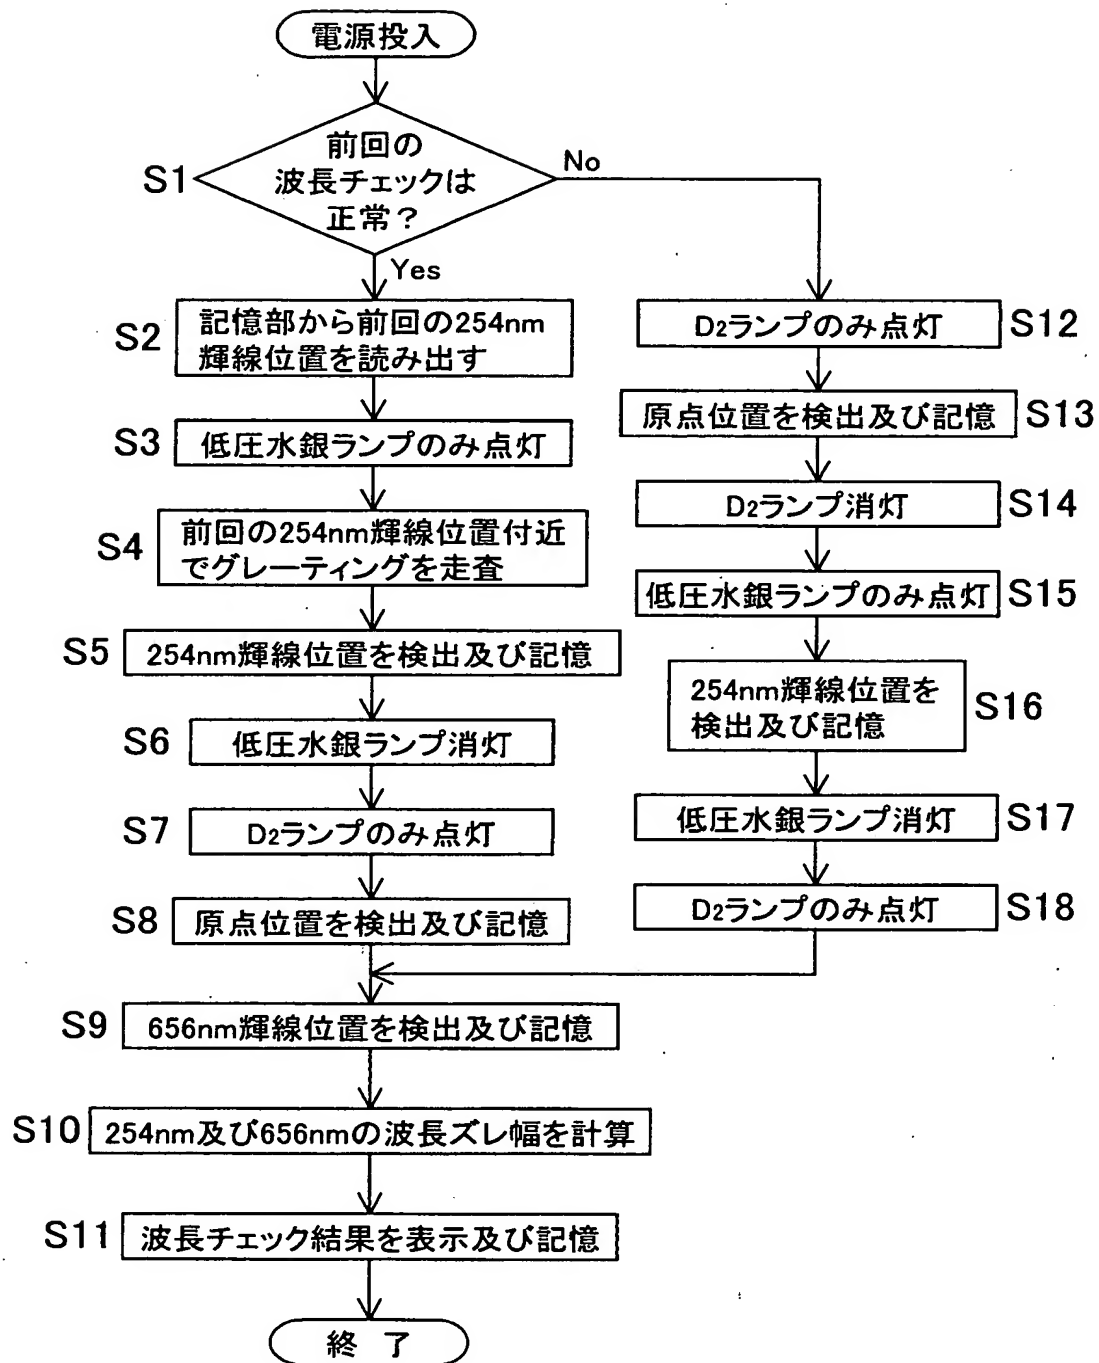 電源投入
S1
前回の
波長チェックは
正常?
No
Yes
S2
記憶部から前回の254nm
輝線位置を読み出す
S3
低圧水銀ランプのみ点灯
S4
前回の254nm輝線位置付近
でグレーティングを走査
S5
254nm輝線位置を検出及び記憶
S6
低圧水銀ランプ消灯
S7
D2ランプのみ点灯
S8
原点位置を検出及び記憶
D2ランプのみ点灯
S12
原点位置を検出及び記憶
S13
D2ランプ消灯
S14
低圧水銀ランプのみ点灯
S15
254nm輝線位置を
検出及び記憶
S16
低圧水銀ランプ消灯
S17
D2ランプのみ点灯
S18
S9
656nm輝線位置を検出及び記憶
S10
254nm及び656nmの波長ズレ幅を計算
S11
波長チェック結果を表示及び記憶
終 了